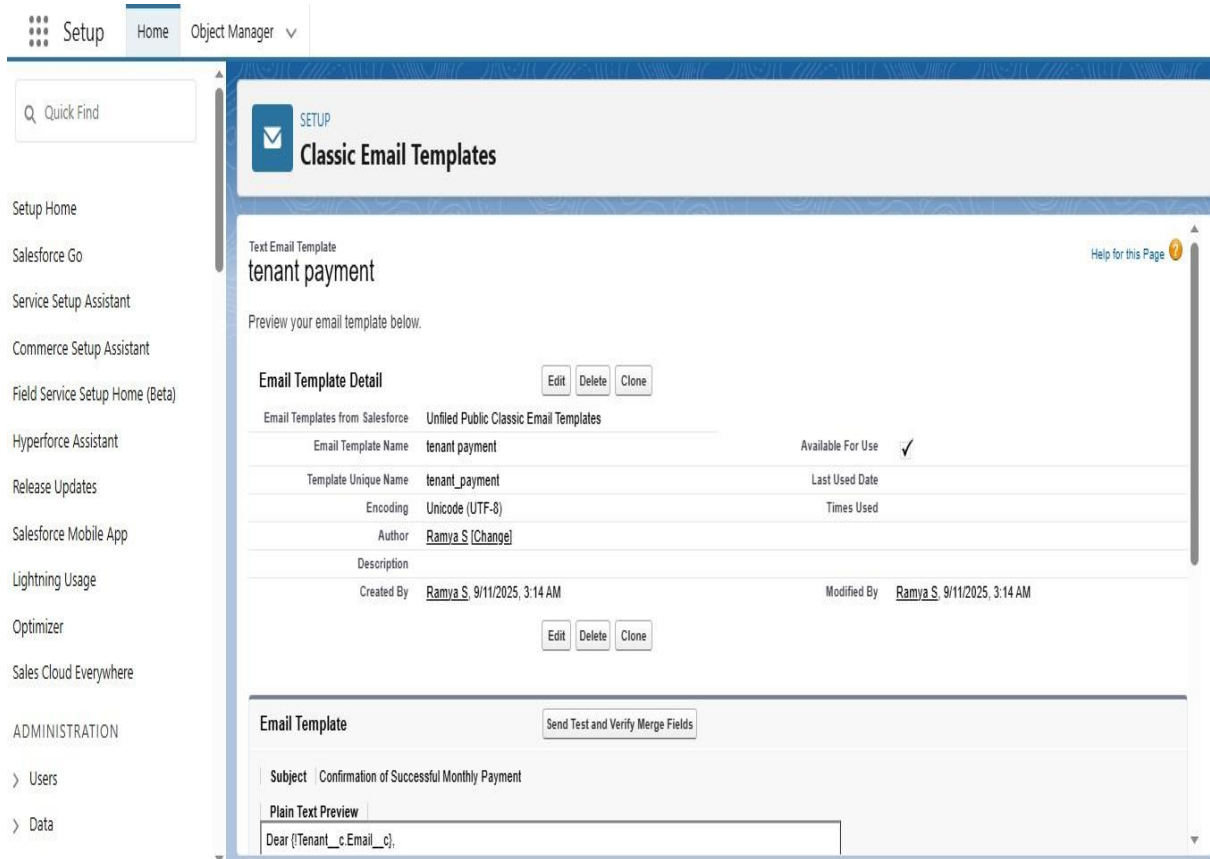 Setup Home Object Manager
Quick Find
Setup Home
Salesforce Go
Service Setup Assistant
Commerce Setup Assistant
Field Service Setup Home (Beta)
Hyperforce Assistant
Release Updates
Salesforce Mobile App
Lightning Usage
Optimizer
Sales Cloud Everywhere
ADMINISTRATION
Users
Data
SETUP
Classic Email Templates
Text Email Template
tenant payment
Help for this Page
Preview your email template below.
Email Template Detail Edit Delete Clone
Email Templates from Salesforce Unfiled Public Classic Email Templates
Email Template Name tenant payment Available For Use ✓
Template Unique Name tenant_payment Last Used Date
Encoding Unicode (UTF-8) Times Used
Author Ramya S [Change]
Description
Created By Ramya S, 9/11/2025, 3:14 AM Modified By Ramya S, 9/11/2025, 3:14 AM
Edit Delete Clone
Email Template Send Test and Verify Merge Fields
Subject Confirmation of Successful Monthly Payment
Plain Text Preview
Dear {!Tenant__c.Email__c},